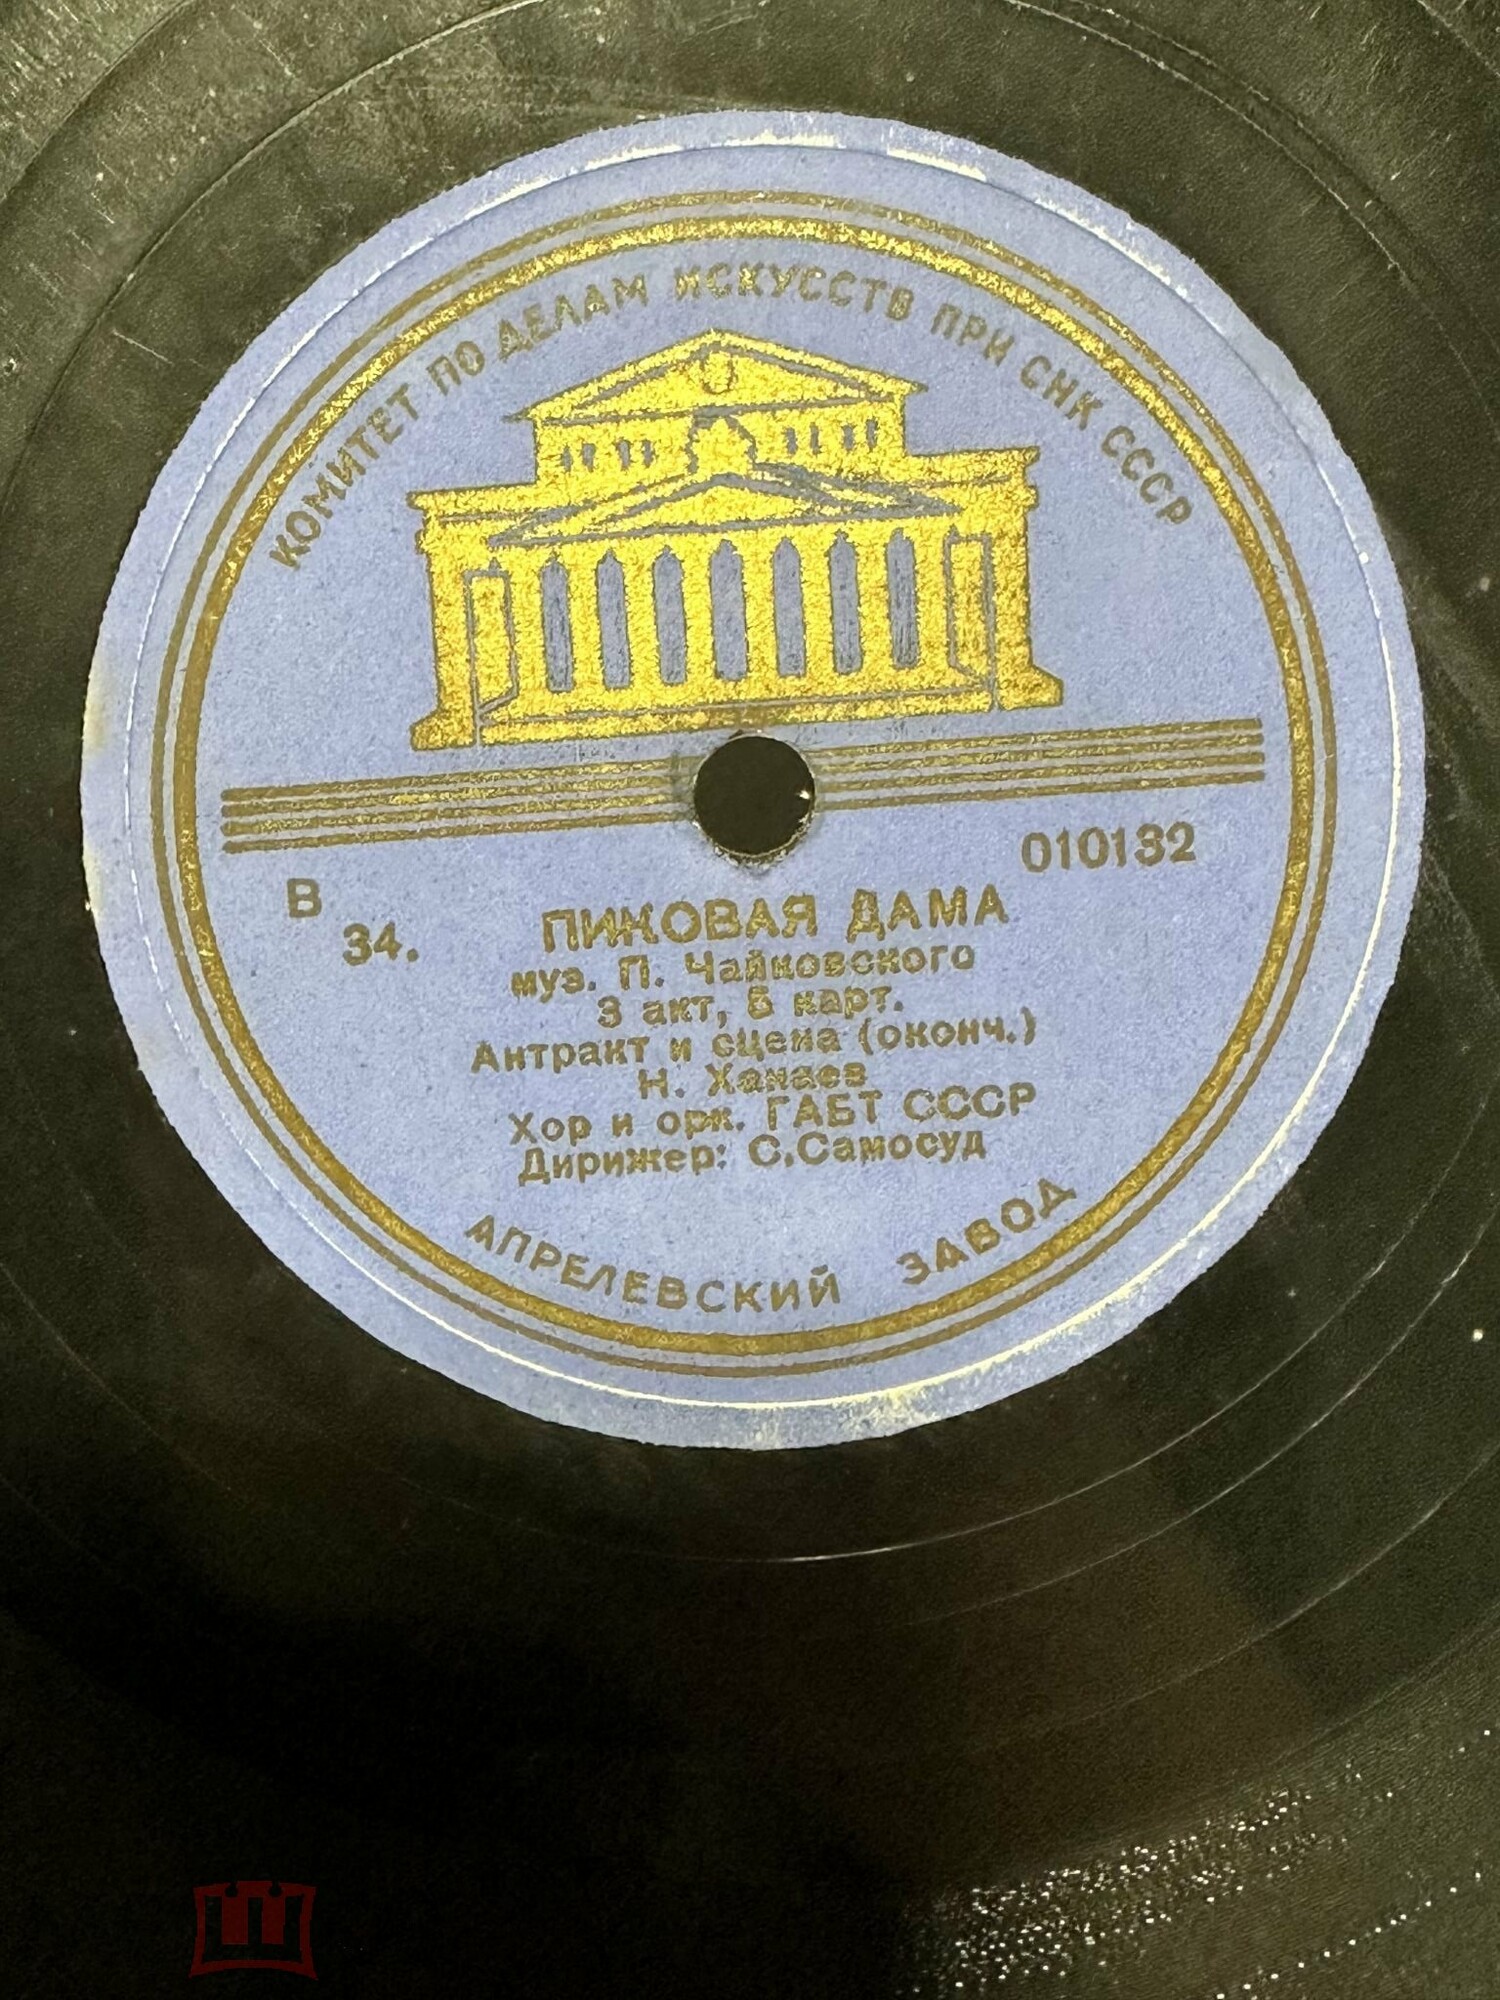 КОМИТЕТ ПО ДЕЛАМ ИСКУССТВ ПРИ СНК СССР
В
010132
34.
ПИКОВАЯ ДАМА
муз. П. Чайковского
3 акт, 5 карт.
Антракт и сцена (оконч.)
Н. Ханаев
Хор и орк. ГАБТ СССР
Дирижер: С.Самосуд
АПРЕЛЕВСКИЙ ЗАВОД